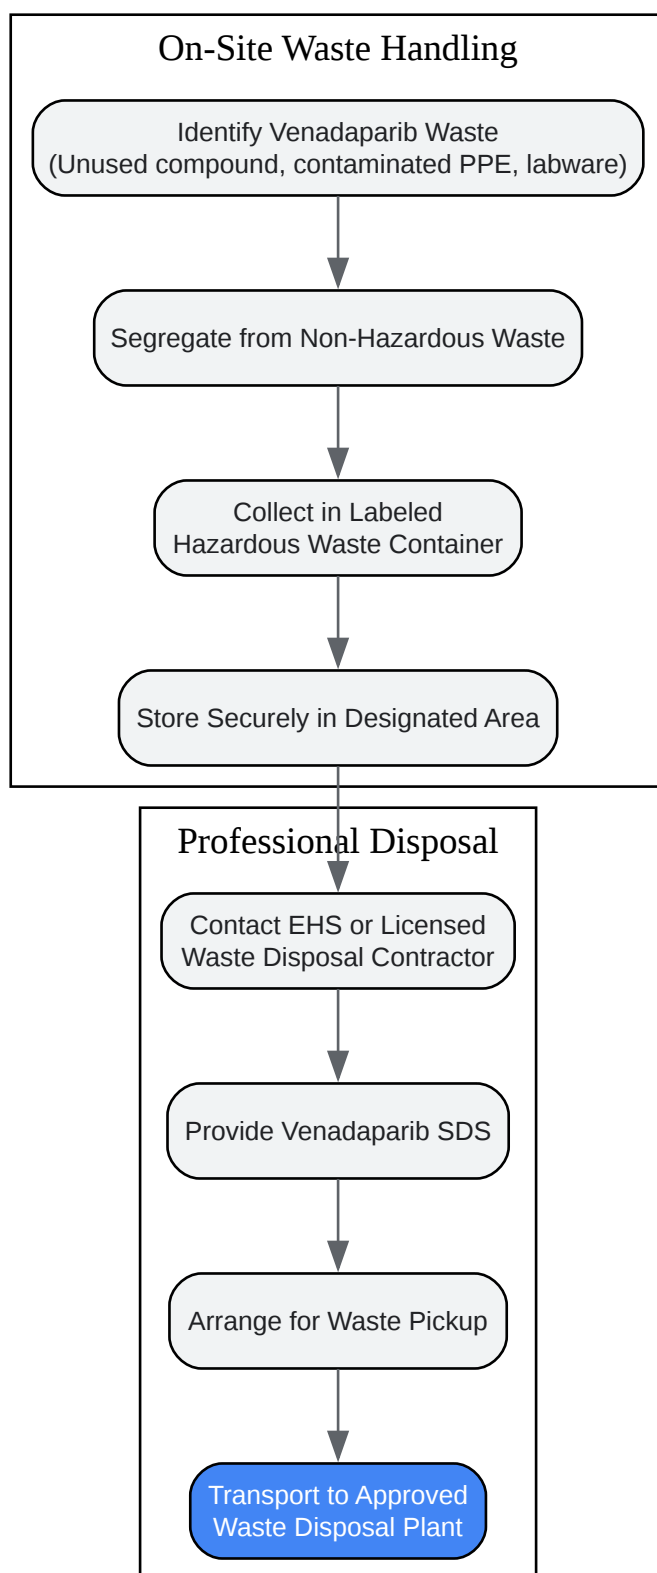 On-Site Waste Handling
Identify Venadaparib Waste
(Unused compound, contaminated PPE, labware)
Segregate from Non-Hazardous Waste
Collect in Labeled
Hazardous Waste Container
Store Securely in Designated Area
Professional Disposal
Contact EHS or Licensed
Waste Disposal Contractor
Provide Venadaparib SDS
Arrange for Waste Pickup
Transport to Approved
Waste Disposal Plant